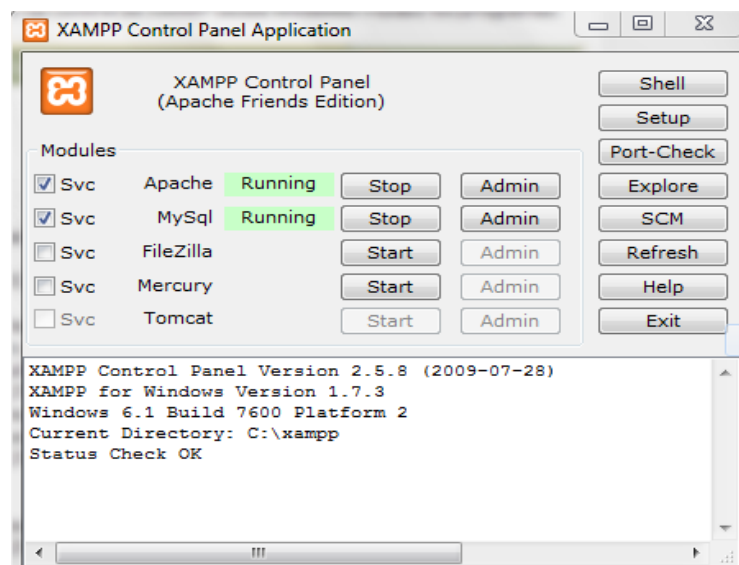 XAMPP Control Panel Application
XAMPP Control Panel
(Apache Friends Edition)
Shell
Setup
Port-Check
Explore
SCM
Refresh
Help
Exit
Modules
Svc Apache Running Stop Admin
Svc MySql Running Stop Admin
Svc FileZilla Start Admin
Svc Mercury Start Admin
Svc Tomcat Start Admin
XAMPP Control Panel Version 2.5.8 (2009-07-28)
XAMPP for Windows Version 1.7.3
Windows 6.1 Build 7600 Platform 2
Current Directory: C:\xampp
Status Check OK